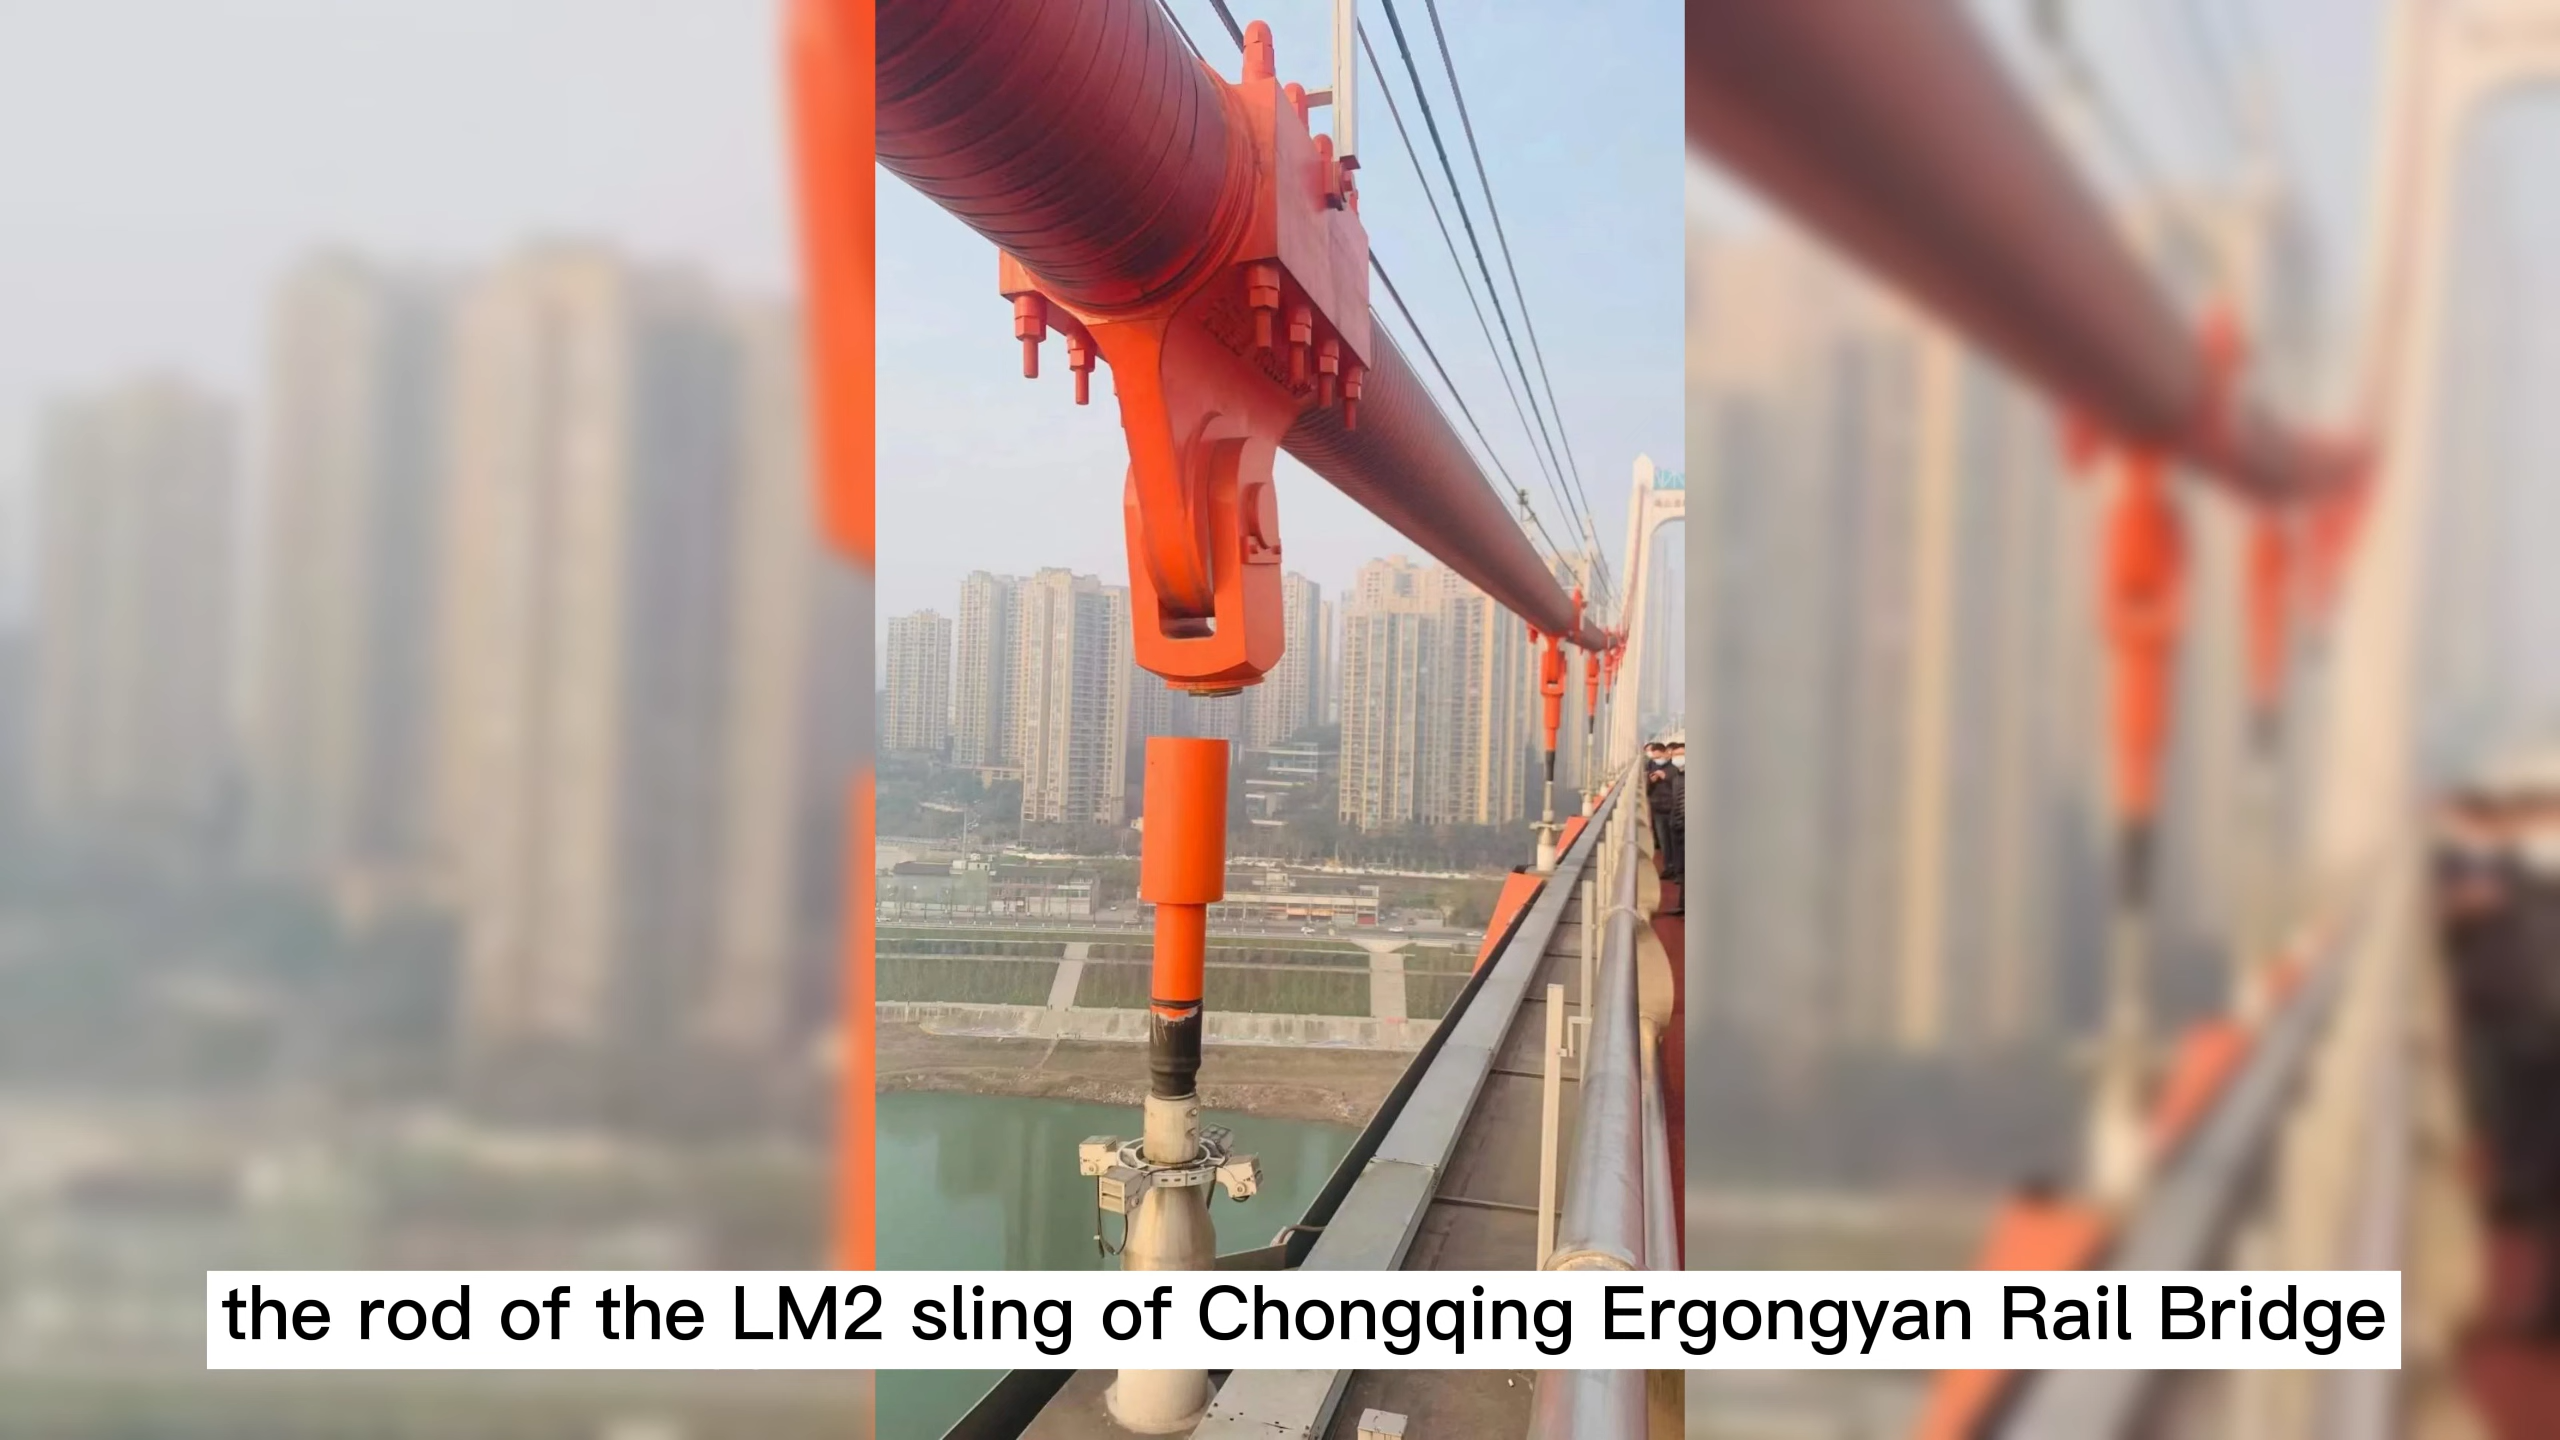 the rod of the LM2 sling of Chongqing Ergongyan Rail Bridge